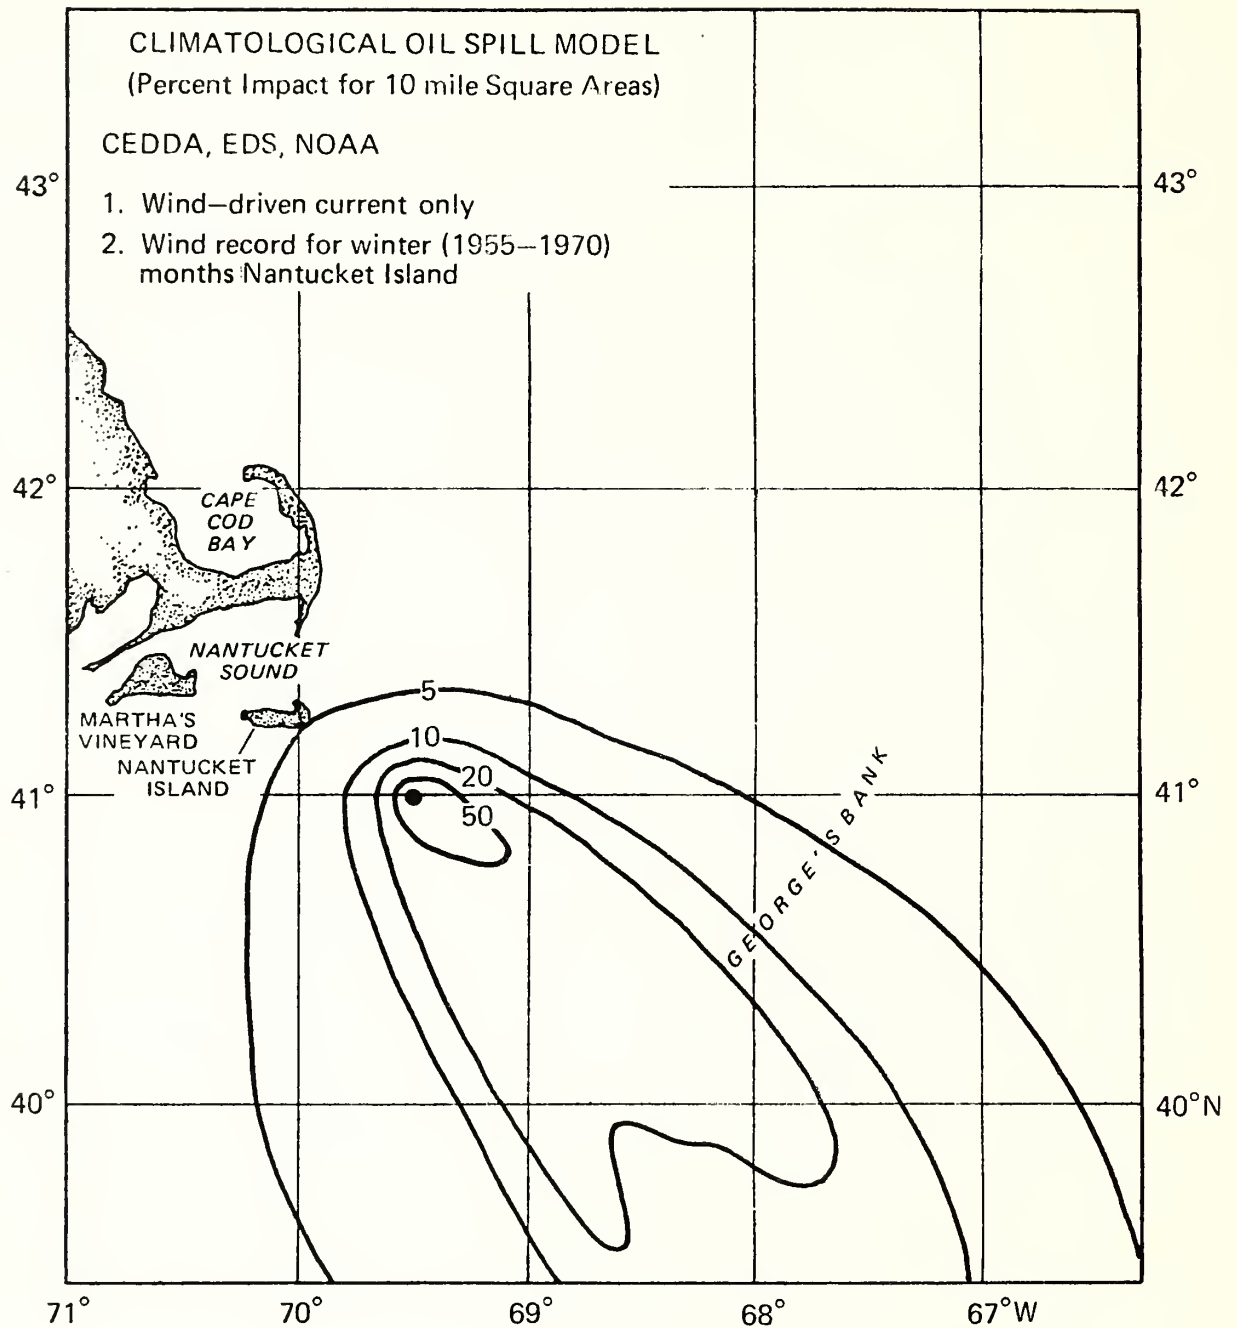 CLIMATOLOGICAL OIL SPILL MODEL
(Percent Impact for 10 mile Square Areas)
CEDDA, EDS, NOAA
1. Wind–driven current only
2. Wind record for winter (1955–1970)
months Nantucket Island
43°
43°
42°
42°
CAPE
COD
BAY
NANTUCKET
SOUND
MARTHA'S
VINEYARD
NANTUCKET
ISLAND
5
10
20
50
GEORGE'S BANK
41°
41°
40°
40°N
71°
70°
69°
68°
67°W